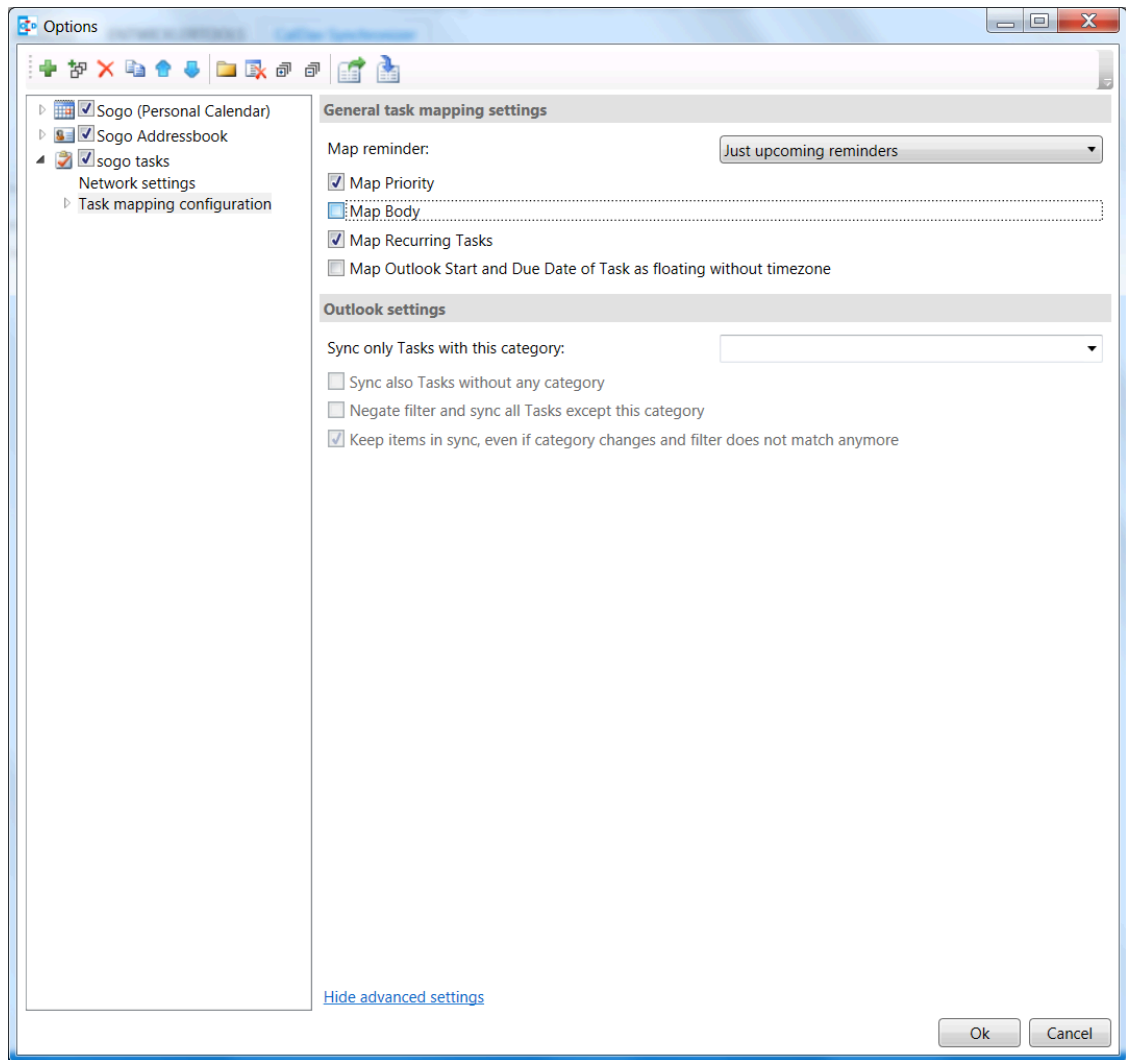 Options
Sogo (Personal Calendar)
Sogo Addressbook
sogo tasks
Network settings
Task mapping configuration
General task mapping settings
Map reminder:
Just upcoming reminders
Map Priority
Map Body
Map Recurring Tasks
Map Outlook Start and Due Date of Task as floating without timezone
Outlook settings
Sync only Tasks with this category:
Sync also Tasks without any category
Negate filter and sync all Tasks except this category
Keep items in sync, even if category changes and filter does not match anymore
Hide advanced settings
Ok
Cancel